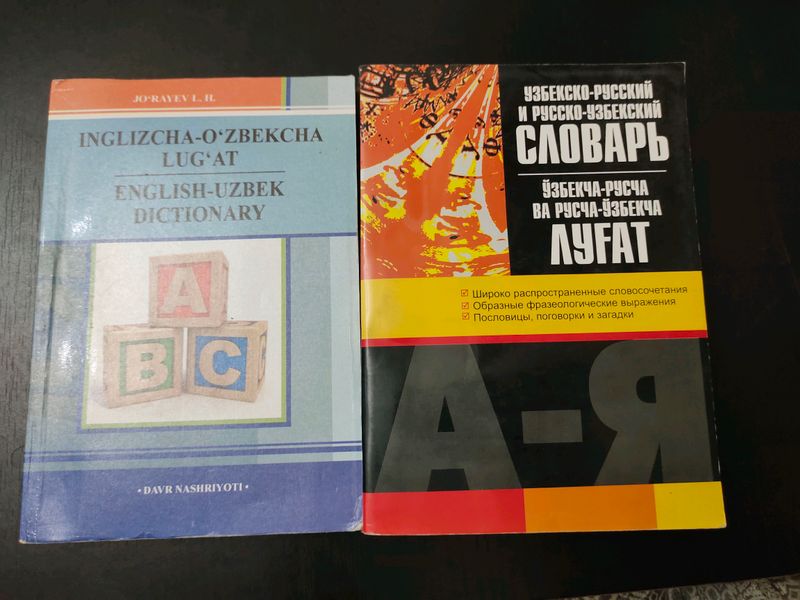 JO‘RAYEV L. H.
INGLIZCHA-O‘ZBEKCHA
LUG‘AT
ENGLISH-UZBEK
DICTIONARY
A
B C
• DAVR NASHRIYOTI •
УЗБЕКСКО-РУССКИЙ
И РУССКО-УЗБЕКСКИЙ
СЛОВАРЬ
ЎЗБЕКЧА-РУСЧА
ВА РУСЧА-ЎЗБЕКЧА
ЛУҒАТ
Широко распространенные словосочетания
Образные фразеологические выражения
Пословицы, поговорки и загадки
А-Я